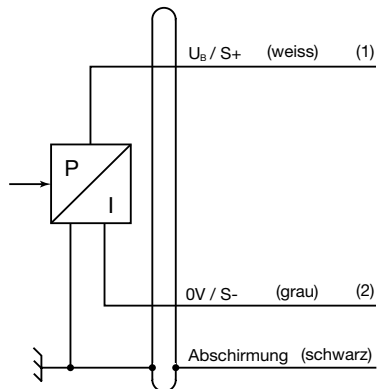 U_B / S+ (weiss) (1)
P
I
0V / S- (grau) (2)
Abschirmung (schwarz)